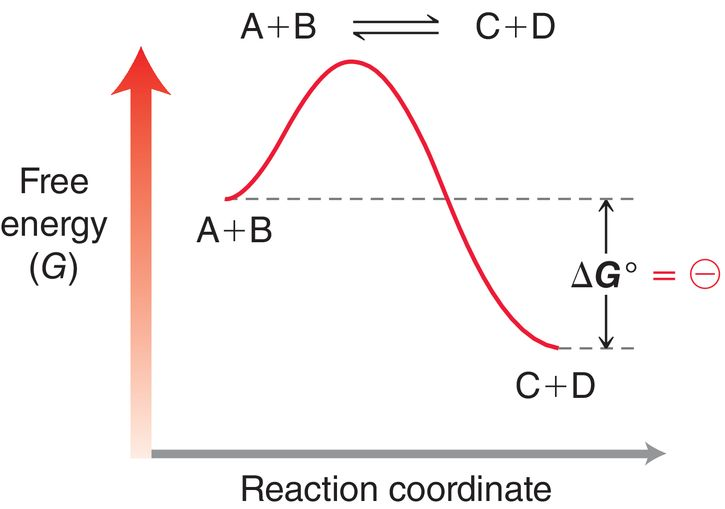 A+B ⇌ C+D
Free
energy
(G)
A+B
ΔG° = ⊖
C+D
Reaction coordinate